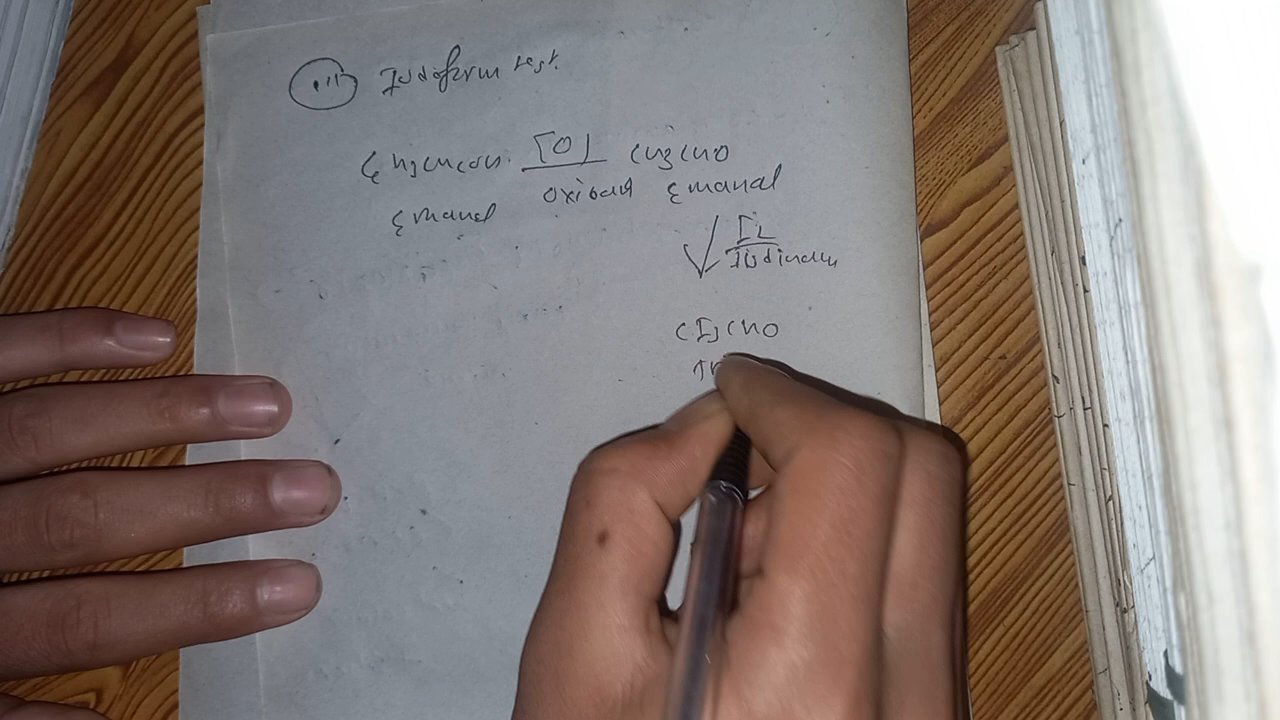 iii Iodoform test.
CH3CH2OH. [O] CH3CHO
oxidation Ethanal
Ethanol
I2
Iodination
CI3CHO